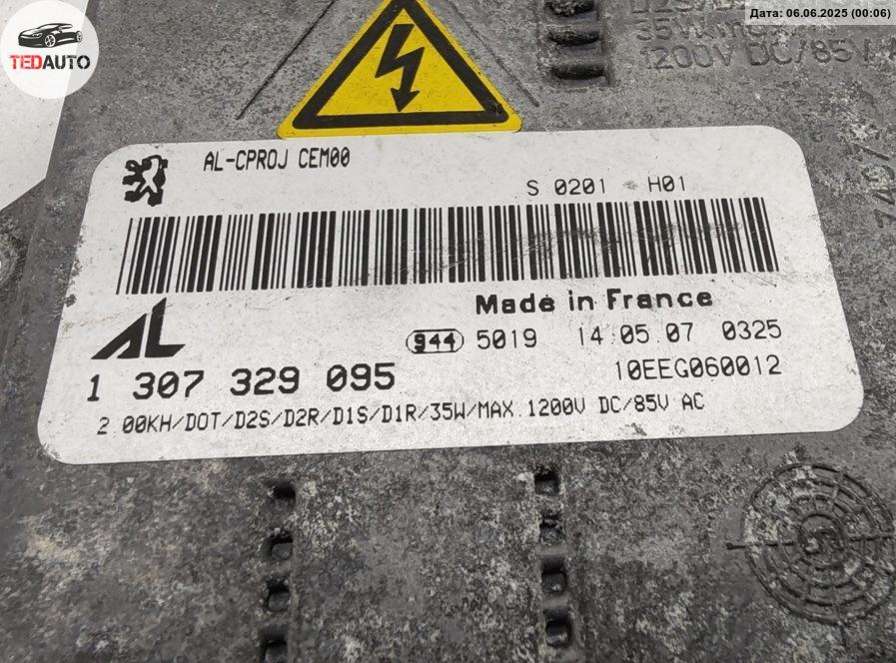 Дата: 06.06.2025 (00:06)
TEDAUTO
1200V DC/85V
AL-CPROJ CEM00
S 0201 H01
Made in France
AL
944 5019 14.05.07 0325
1 307 329 095
10EEG060012
2.00KH/DOT/D2S/D2R/D1S/D1R/35W/MAX.1200V DC/85V AC